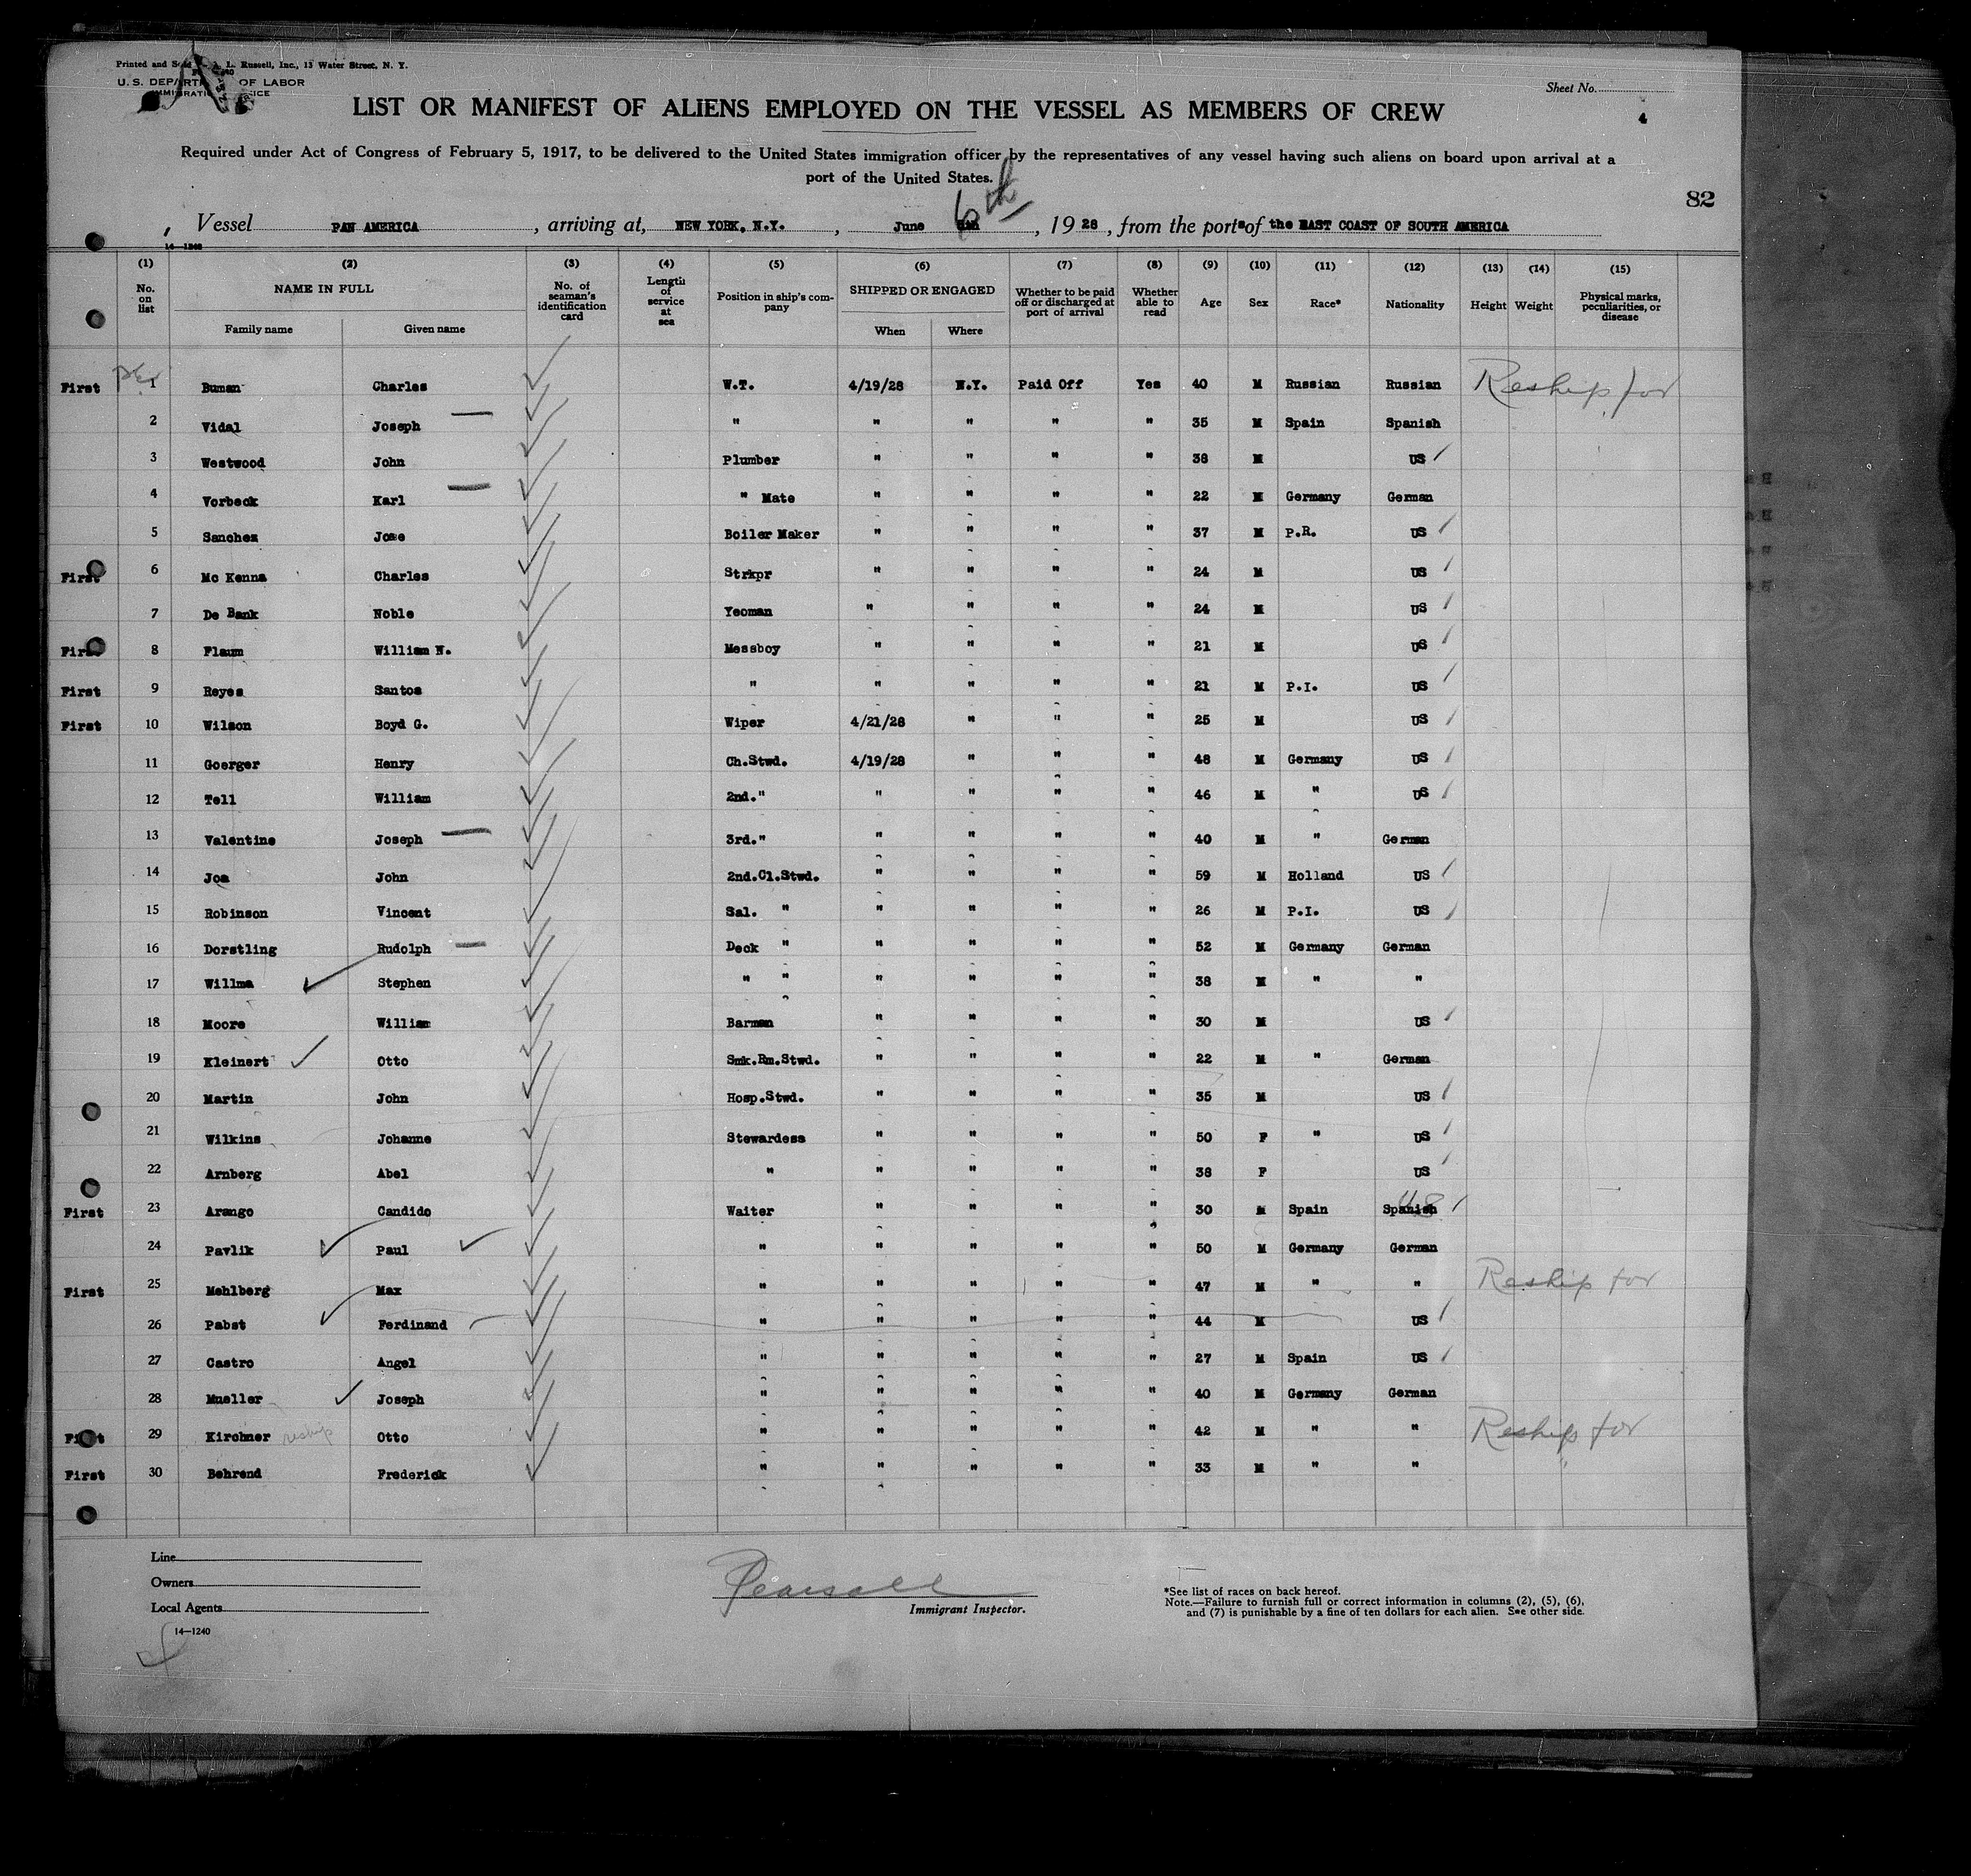 Printed and Sold L. Russell, Inc., 13 Water Street, N. Y.
U. S. DEPARTMENT OF LABOR
IMMIGRATION SERVICE
Sheet No.
4
LIST OR MANIFEST OF ALIENS EMPLOYED ON THE VESSEL AS MEMBERS OF CREW
Required under Act of Congress of February 5, 1917, to be delivered to the United States immigration officer by the representatives of any vessel having such aliens on board upon arrival at a
port of the United States.
82
Vessel PAN AMERICA, arriving at, NEW YORK, N.Y., June 6th, 1928, from the ports of the EAST COAST OF SOUTH AMERICA
14-1240
(1) (2) (3) (4) (5) (6) (7) (8) (9) (10) (11) (12) (13) (14) (15)
No. on list NAME IN FULL Family name Given name No. of seaman's identification card Length of service at sea Position in ship's company SHIPPED OR ENGAGED When Where Whether to be paid off or discharged at port of arrival Whether able to read Age Sex Race* Nationality Height Weight Physical marks, peculiarities, or disease
First 1 Buman Charles W.T. 4/19/28 N.Y. Paid Off Yes 40 M Russian Russian Reship for
2 Vidal Joseph " " " " " 35 M Spain Spanish
3 Westwood John Plumber " " " " 38 M US
4 Vorbeck Karl " Mate " " " " 22 M Germany German
5 Sanchez Jose Boiler Maker " " " " 37 M P.R. US
First 6 Mc Kenna Charles Strkpr " " " " 24 M US
7 De Bank Noble Yeoman " " " " 24 M US
First 8 Flaum William N. Messboy " " " " 21 M US
First 9 Reyes Santos " " " " " 21 M P.I. US
First 10 Wilson Boyd G. Wiper 4/21/28 " " " 25 M US
11 Goerger Henry Ch.Stwd. 4/19/28 " " " 48 M Germany US
12 Tell William 2nd." " " " " 46 M " US
13 Valentine Joseph 3rd." " " " " 40 M " German
14 Joa John 2nd.Cl.Stwd. " " " " 59 M Holland US
15 Robinson Vincent Sal. " " " " " 26 M P.I. US
16 Dorstling Rudolph Deck " " " " " 52 M Germany German
17 Willma Stephen " " " " " " 38 M " "
18 Moore William Barman " " " " 30 M US
19 Kleinert Otto Smk.Rm.Stwd. " " " " 22 M " German
20 Martin John Hosp.Stwd. " " " " 35 M US
21 Wilkins Johanne Stewardess " " " " 50 F " US
22 Arnberg Abel " " " " " 38 F US
First 23 Arango Candido Waiter " " " " 30 M Spain Spanish US
24 Pavlik Paul " " " " " 50 M Germany German
First 25 Mehlberg Max " " " " " 47 M " " Reship for
26 Pabst Ferdinand " " " " " 44 M US
27 Castro Angel " " " " " 27 M Spain US
28 Mueller Joseph " " " " " 40 M Germany German
First 29 Kirchner reship Otto " " " " " 42 M " " Reship for
First 30 Behrend Frederick " " " " " 33 M " "
Line
Owners
Local Agents
14—1240
Pearsall
Immigrant Inspector.
*See list of races on back hereof.
Note.—Failure to furnish full or correct information in columns (2), (5), (6),
and (7) is punishable by a fine of ten dollars for each alien. See other side.